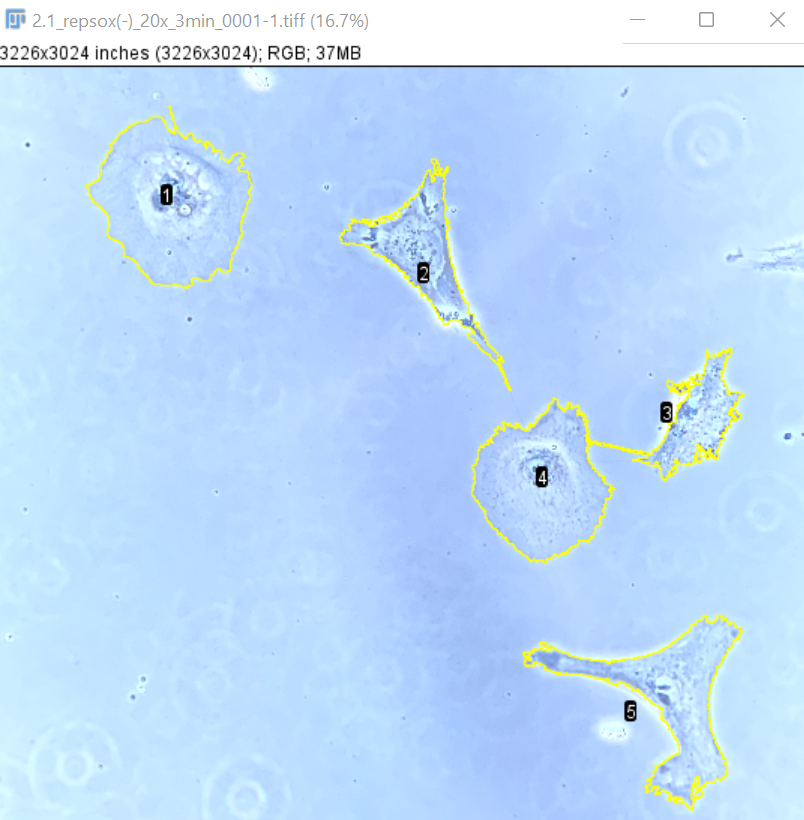 2.1_repsox(-)_20x_3min_0001-1.tiff (16.7%)
3226x3024 inches (3226x3024); RGB; 37MB
1
2
3
4
5